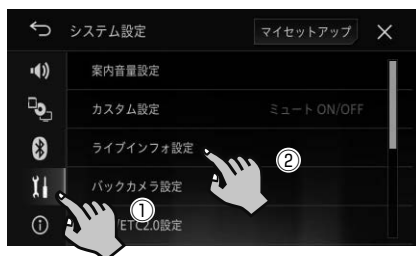 システム設定 マイセットアップ
案内音量設定
カスタム設定 ミュート ON/OFF
ライブインフォ設定
②
バックカメラ設定
①
ETC2.0設定